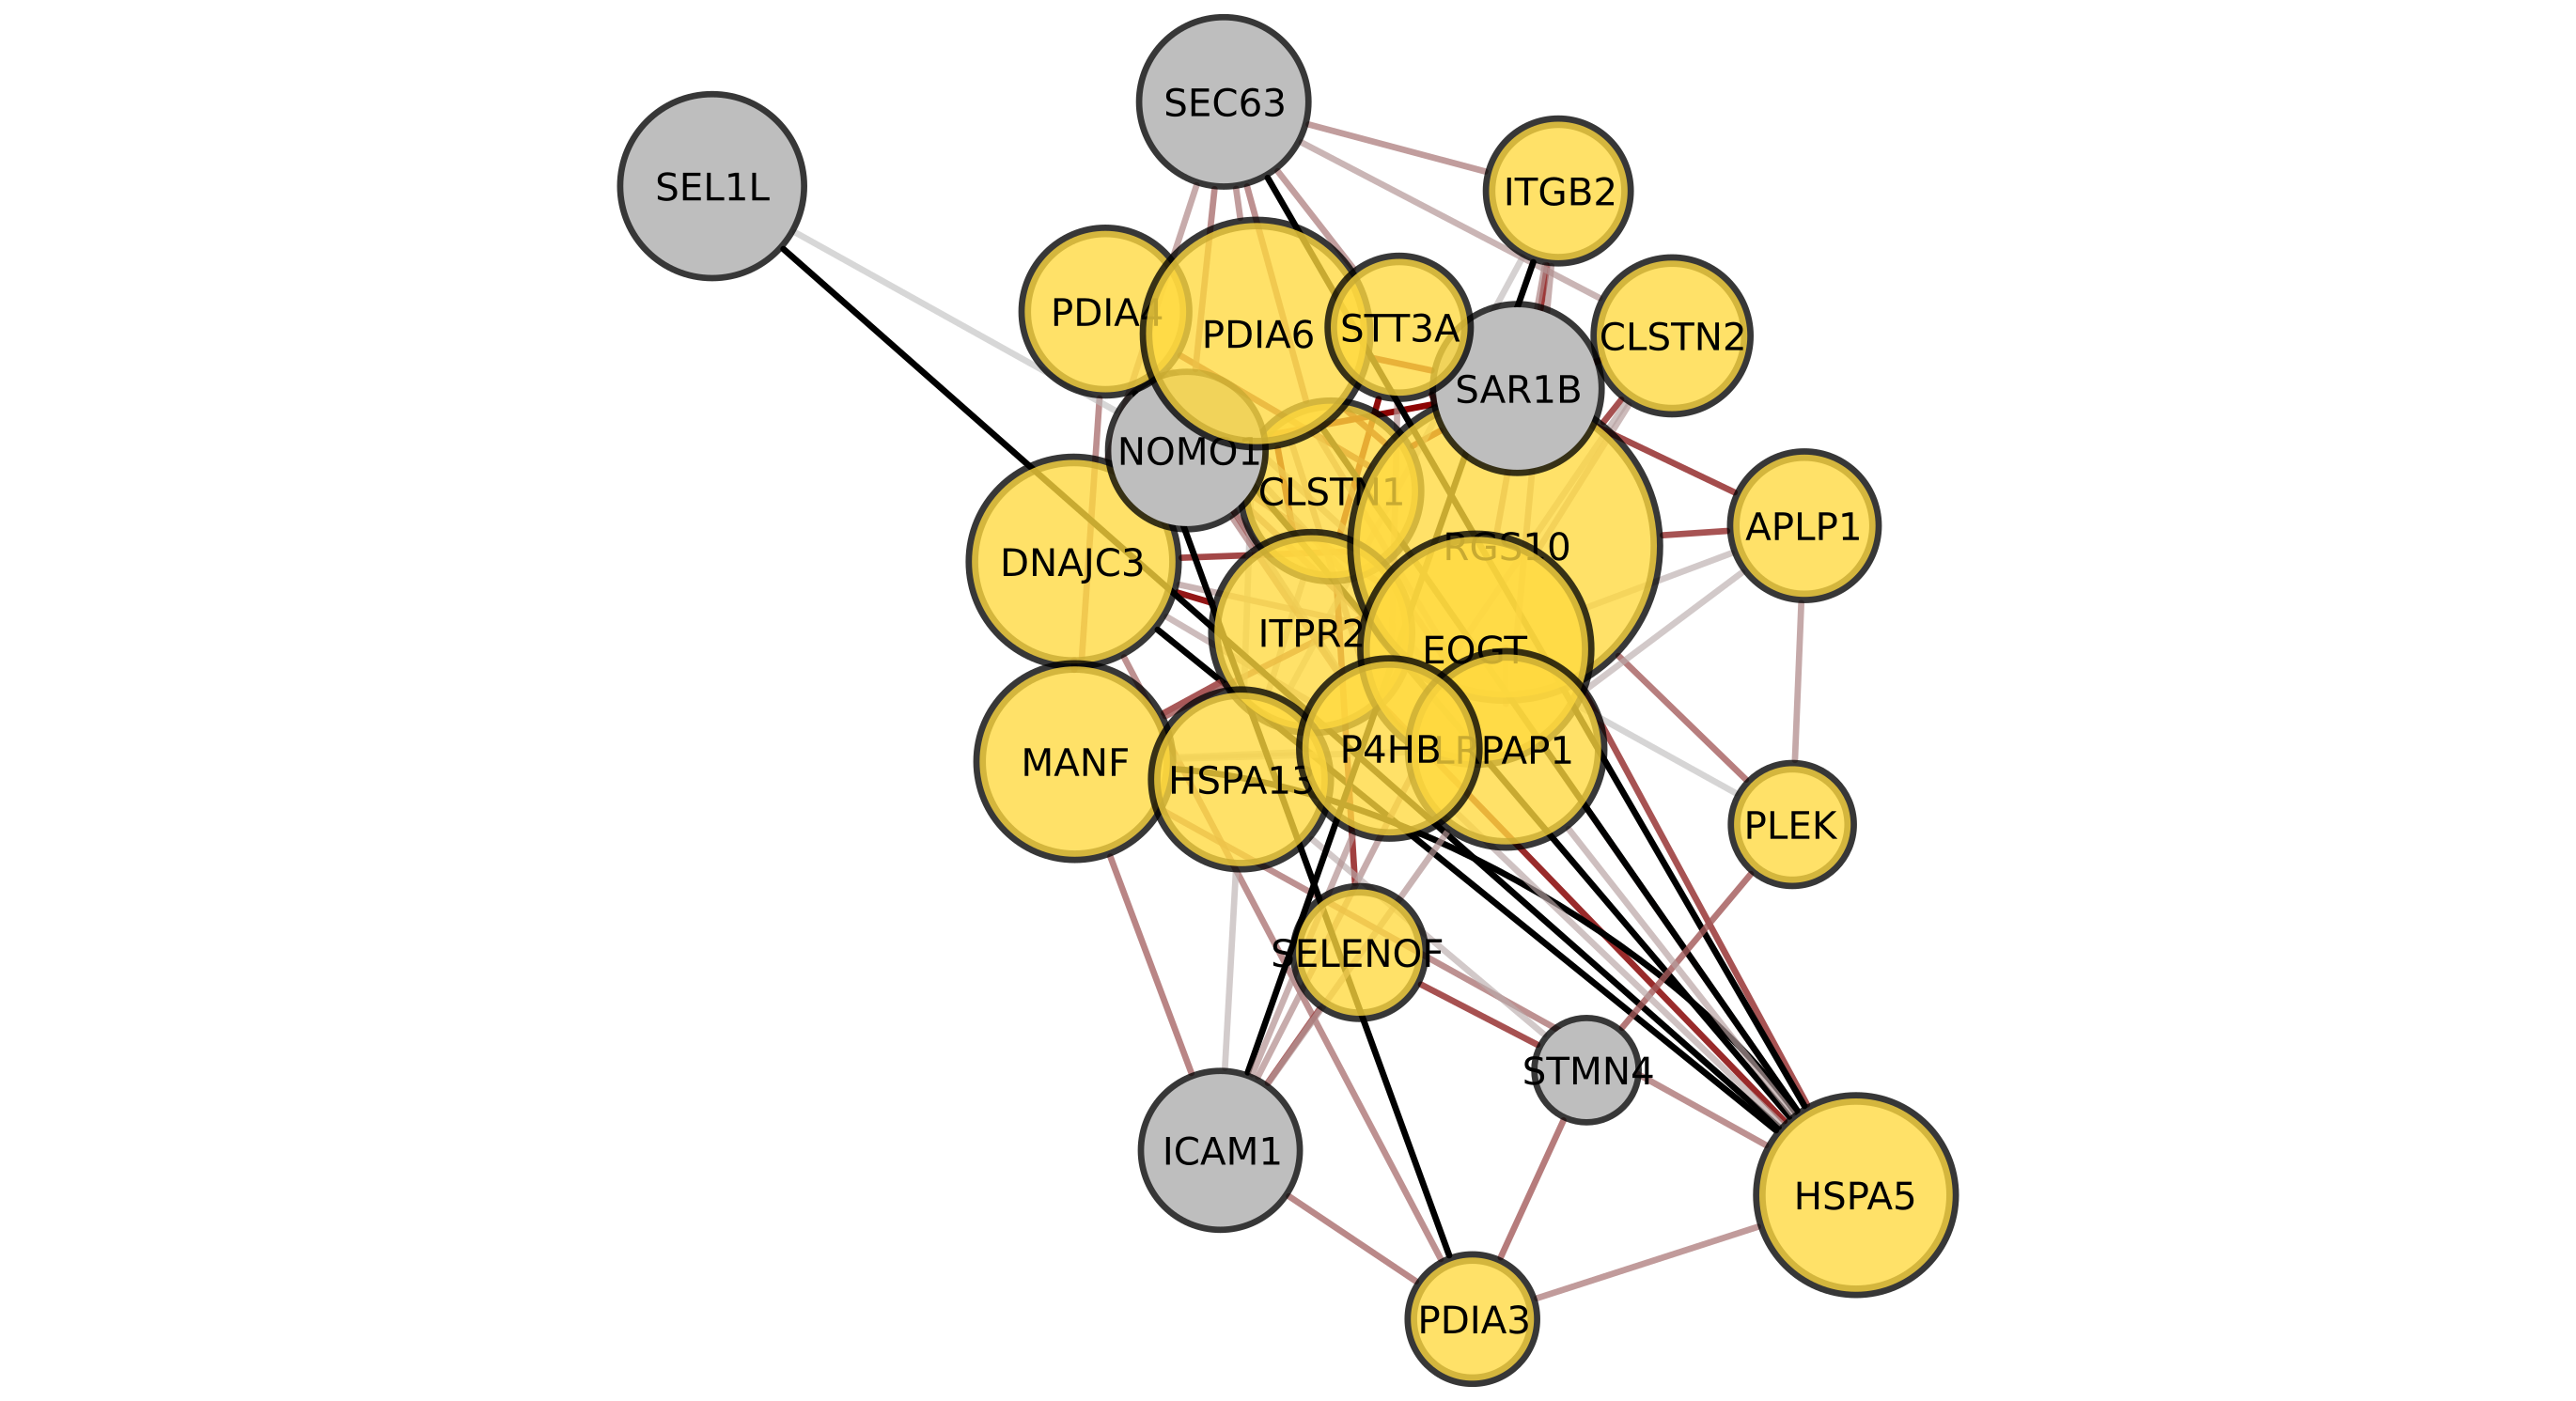 SEC63
SEL1L
ITGB2
PDIA4
PDIA6
STT3A
CLSTN2
SAR1B
NOMO1
CLSTN1
APLP1
RGS10
DNAJC3
ITPR2
EOGT
P4HB
LRPAP1
MANF
HSPA13
PLEK
SELENOF
STMN4
ICAM1
HSPA5
PDIA3